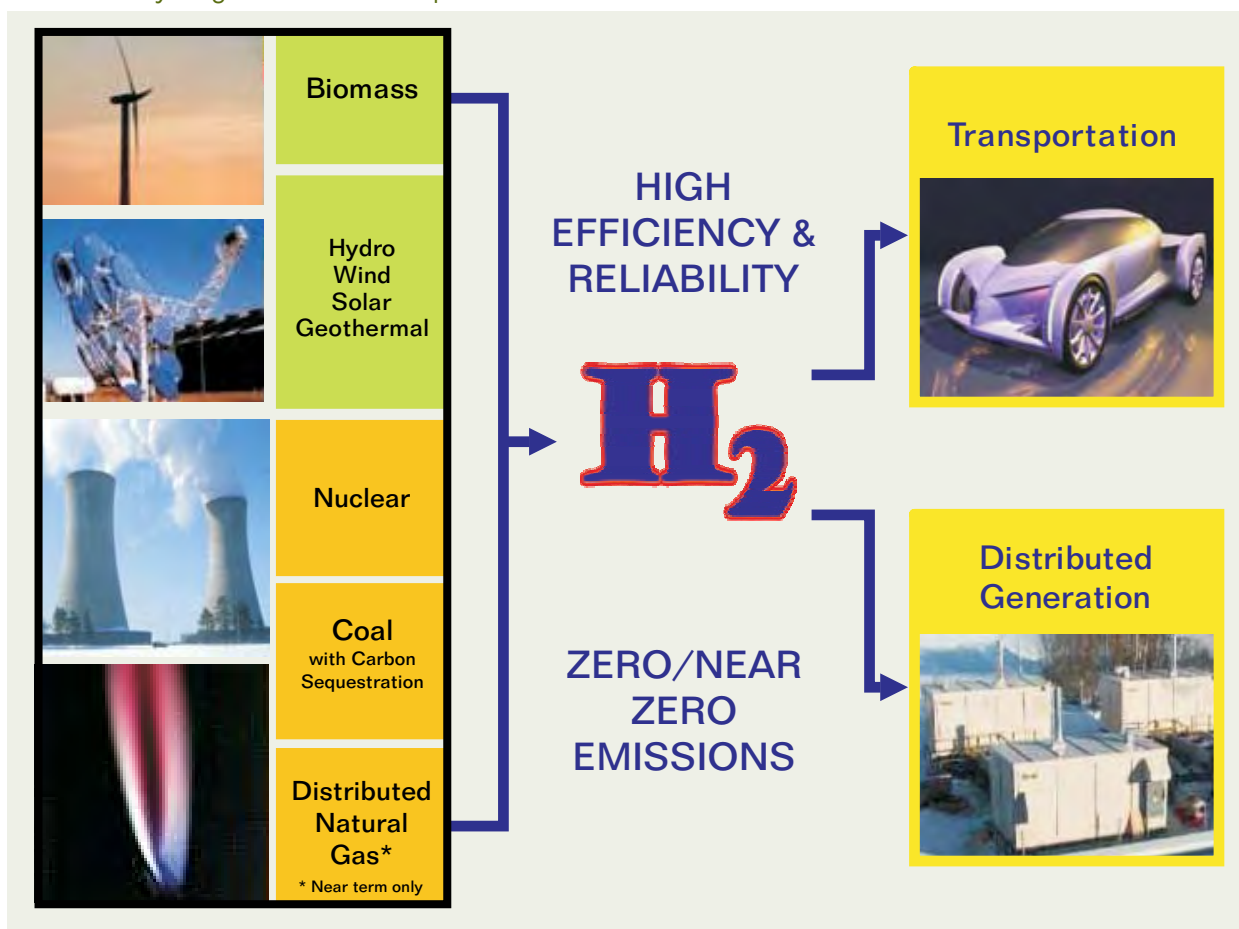 Biomass
Hydro
Wind
Solar
Geothermal
Nuclear
Coal
with Carbon
Sequestration
Distributed
Natural
Gas*
* Near term only
HIGH
EFFICIENCY &
RELIABILITY
H2
ZERO/NEAR
ZERO
EMISSIONS
Transportation
Distributed
Generation